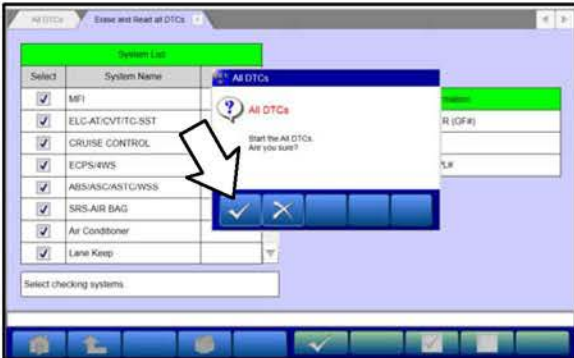 All DTCs
Erase and Read all DTCs
System List
Select
System Name
MFI
ELC-AT/CVT/TC-SST
CRUISE CONTROL
ECPS/4WS
ABS/ASC/ASTC/WSS
SRS-AIR BAG
Air Conditioner
Lane Keep
Select checking systems
All DTCs
All DTCs
Start the All DTCs.
Are you sure?